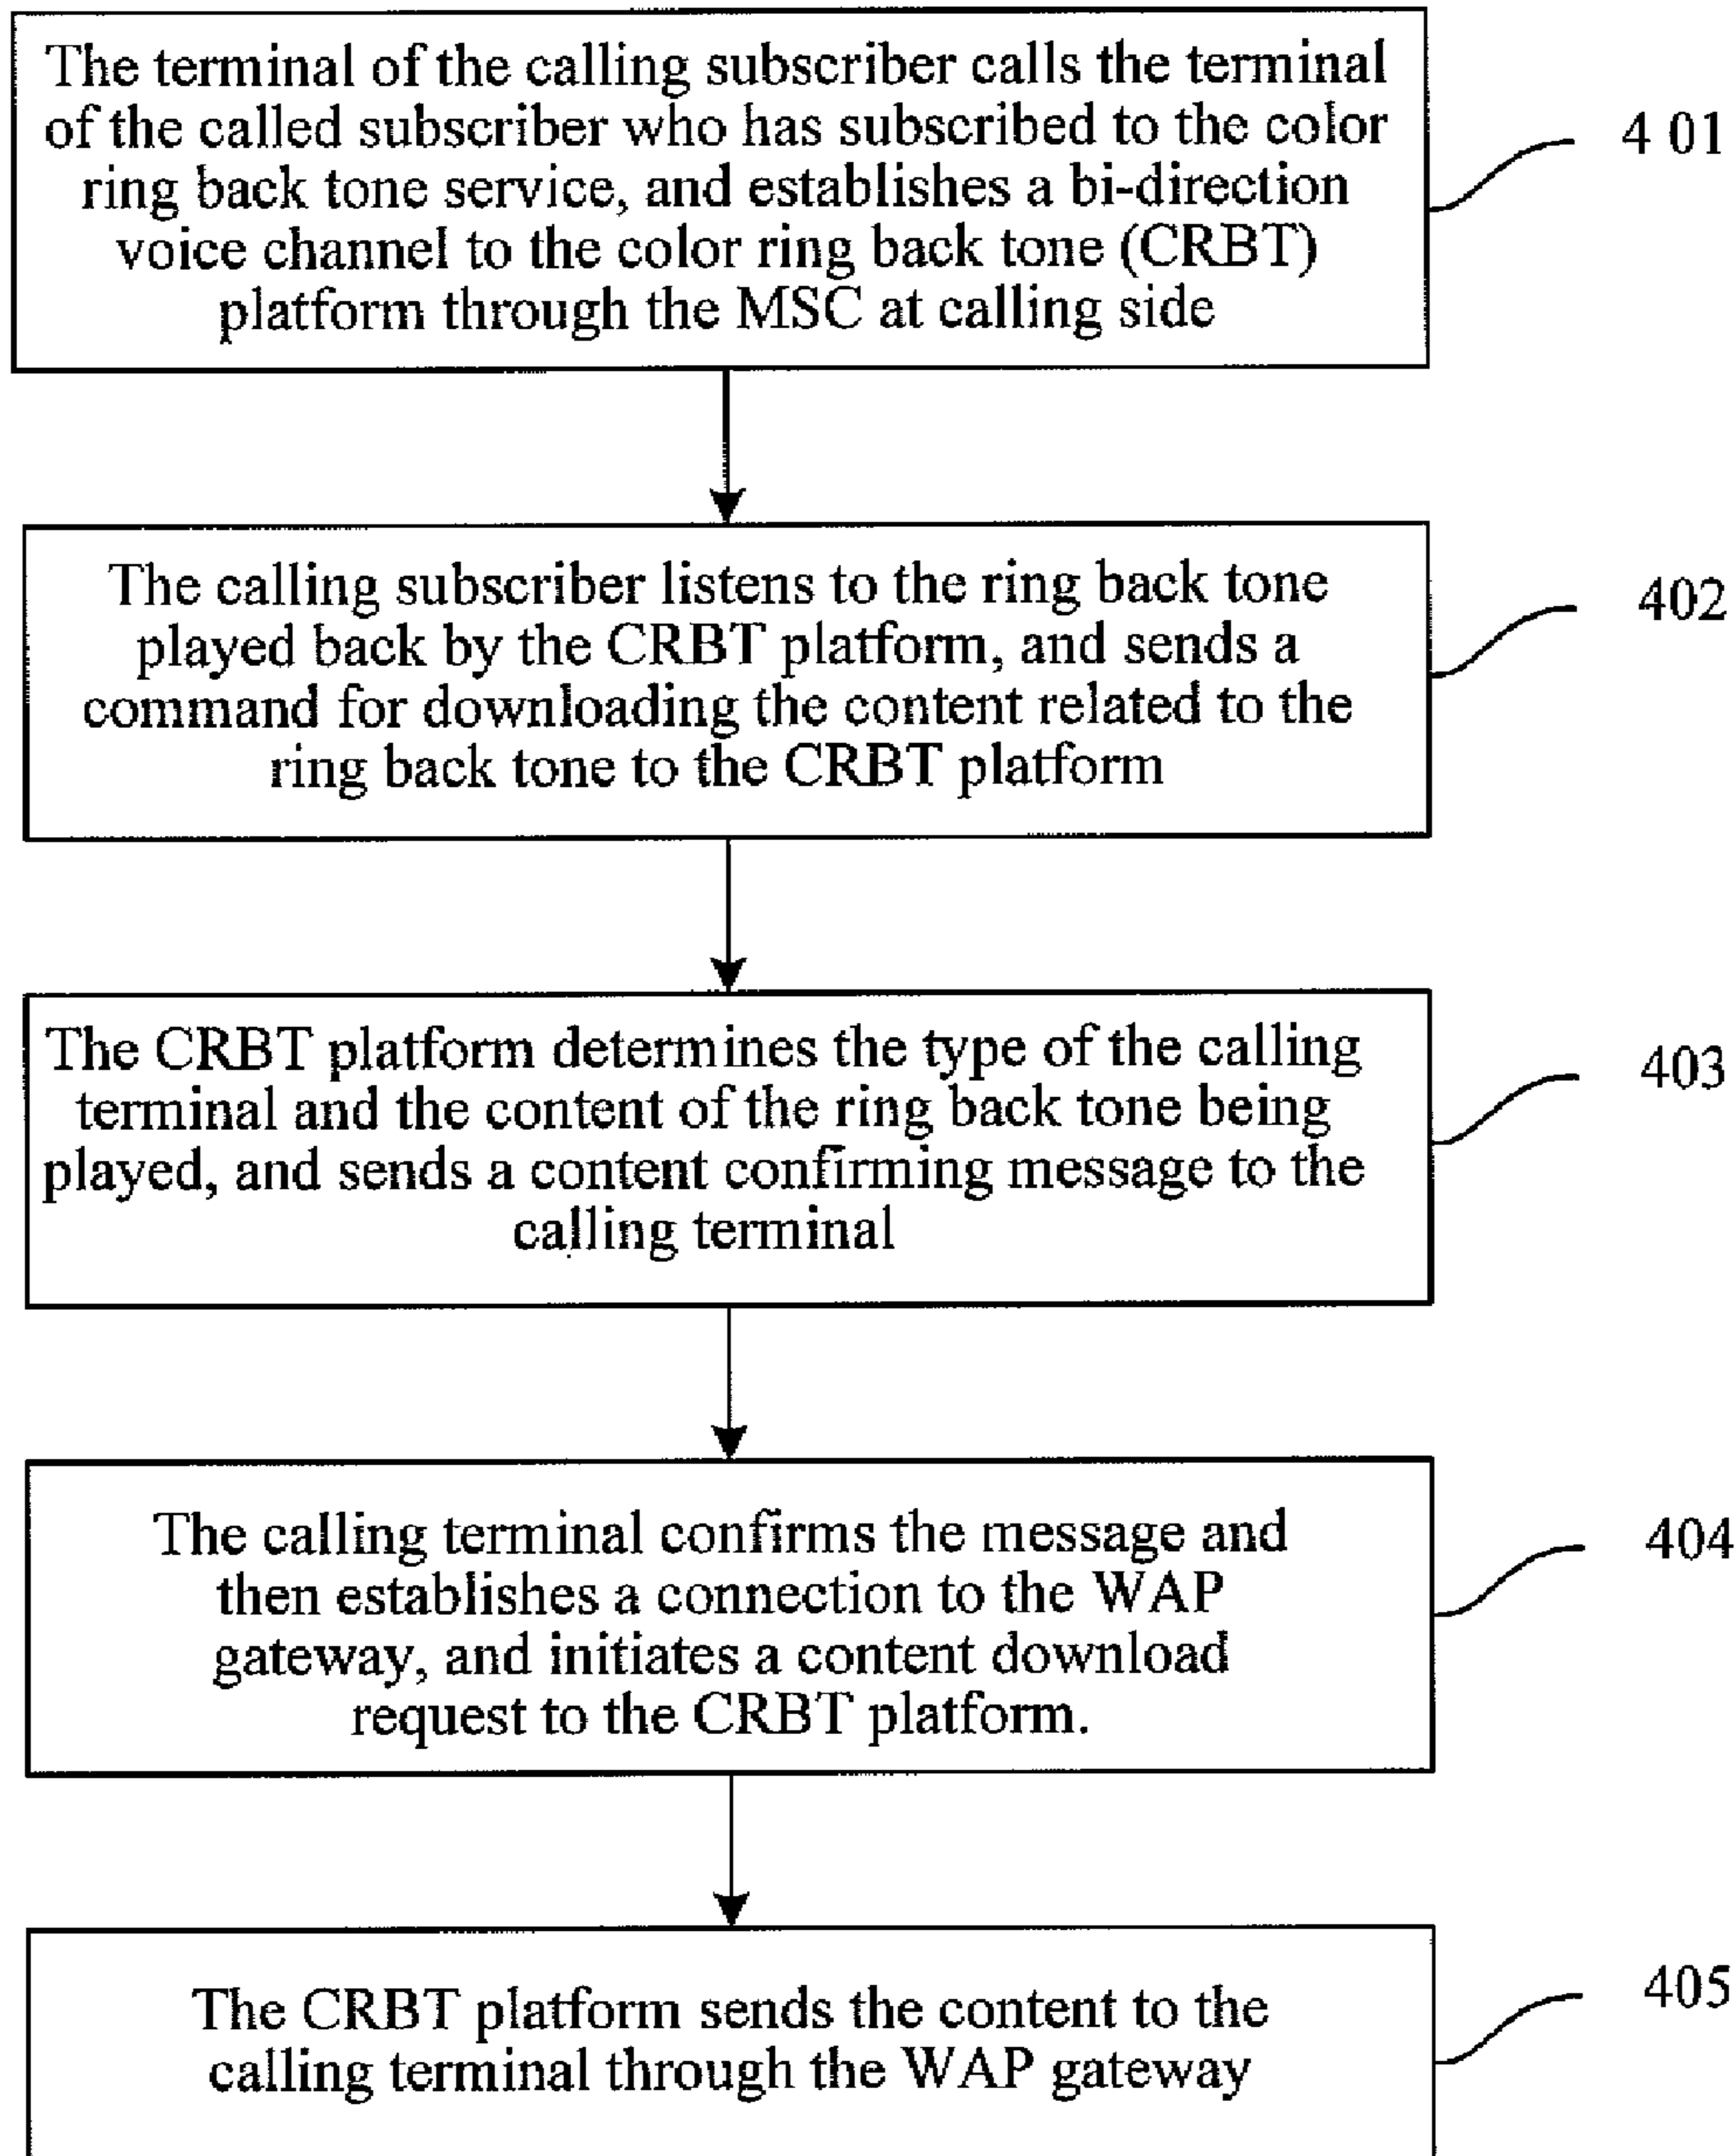 The terminal of the calling subscriber calls the terminal
of the called subscriber who has subscribed to the color
ring back tone service, and establishes a bi-direction
voice channel to the color ring back tone (CRBT)
platform through the MSC at calling side
4 01
The calling subscriber listens to the ring back tone
played back by the CRBT platform, and sends a
command for downloading the content related to the
ring back tone to the CRBT platform
402
The CRBT platform determines the type of the calling
terminal and the content of the ring back tone being
played, and sends a content confirming message to the
calling terminal
403
The calling terminal confirms the message and
then establishes a connection to the WAP
gateway, and initiates a content download
request to the CRBT platform.
404
The CRBT platform sends the content to the
calling terminal through the WAP gateway
405